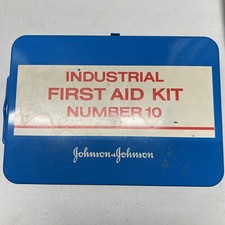 INDUSTRIAL
FIRST AID KIT
NUMBER 10
Johnson & Johnson